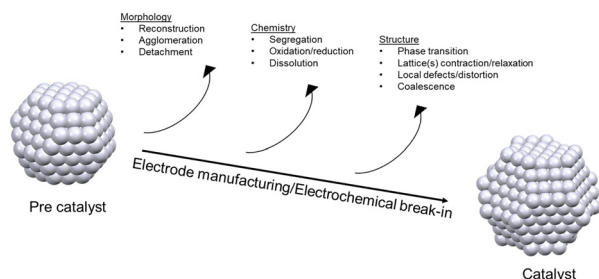 Morphology
• Reconstruction
• Agglomeration
• Detachment
Chemistry
• Segregation
• Oxidation/reduction
• Dissolution
Structure
• Phase transition
• Lattice(s) contraction/relaxation
• Local defects/distortion
• Coalescence
Electrode manufacturing/Electrochemical break-in
Pre catalyst
Catalyst